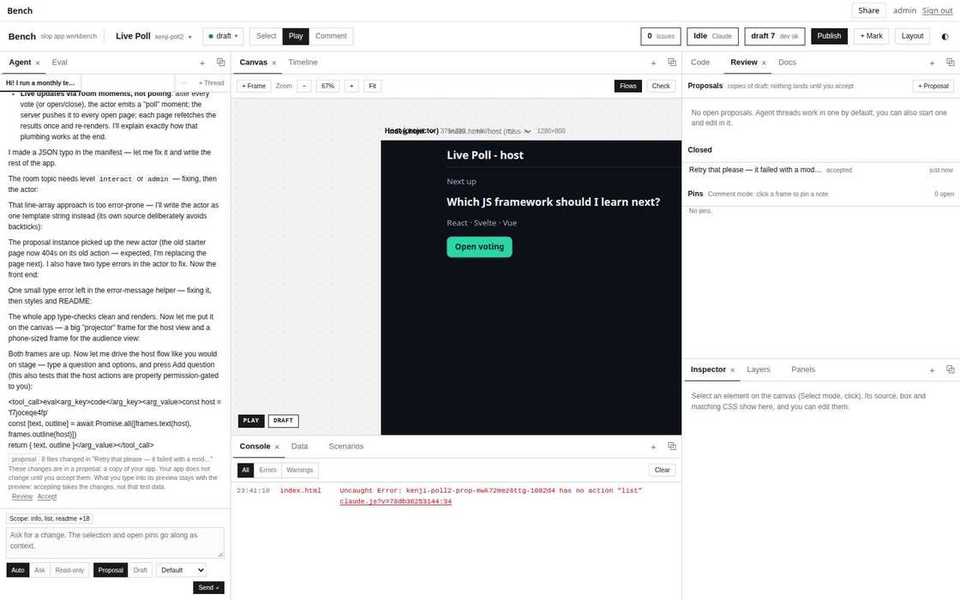 Bench
Share
admin
Sign out
Bench
slop app workbench
Live Poll
kenji-poll2
draft
Select
Play
Comment
0 issues
Idle Claude
draft 7 dev ok
Publish
+ Mark
Layout
Agent ×
Eval
+
Hi! I run a monthly te…
+ Thread
Live updates via room moments, not polling: after every
vote (or open/close), the actor emits a "poll" moment; the
server pushes it to every open page; each page refetches the
results once and re-renders. I'll explain exactly how that
plumbing works at the end.
I made a JSON typo in the manifest — let me fix it and write the
rest of the app.
The room topic needs level interact or admin — fixing, then
the actor:
That line-array approach is too error-prone — I'll write the actor as
one template string instead (its own source deliberately avoids
backticks):
The proposal instance picked up the new actor (the old starter
page now 404s on its old action — expected, I'm replacing the
page next). I also have two type errors in the actor to fix. Now the
front end:
One small type error left in the error-message helper — fixing it,
then styles and README:
The whole app type-checks clean and renders. Now let me put it
on the canvas — a big "projector" frame for the host view and a
phone-sized frame for the audience view:
Both frames are up. Now let me drive the host flow like you would
on stage — type a question and options, and press Add question
(this also tests that the host actions are properly permission-gated
to you):
<tool_call>eval<arg_key>code</arg_key><arg_value>const host =
'f7joceqe4fp'
const [text, outline] = await Promise.all([frames.text(host),
frames.outline(host)])
return { text, outline }</arg_value></tool_call>
proposal 8 files changed in "Retry that please — it failed with a mod…"
These changes are in a proposal: a copy of your app. Your app does not
change until you accept them. What you type into its preview stays with the
preview: accepting takes the changes, not that test data.
Review Accept
Scope: info, list, readme +18
Ask for a change. The selection and open pins go along as
context.
Auto
Ask
Read-only
Proposal
Draft
Default
Send
Canvas ×
Timeline
+
+ Frame
Zoom
−
67%
+
Fit
Flows
Check
Host (projector)
1280×800
Live Poll - host
Next up
Which JS framework should I learn next?
React · Svelte · Vue
Open voting
PLAY
DRAFT
Console ×
Data
Scenarios
+
All
Errors
Warnings
Clear
23:41:10 index.html Uncaught Error: kenji-poll2-prop-mwk72mez6ttg-1082d4 has no action "list"
claude.js?v=78db36253144:34
Code
Review ×
Docs
+
Proposals copies of draft: nothing lands until you accept
+ Proposal
No open proposals. Agent threads work in one by default; you can also start one
and edit in it.
Closed
Retry that please — it failed with a mod… accepted just now
Pins Comment mode: click a frame to pin a note 0 open
No pins.
Inspector ×
Layers
Panels
+
Select an element on the canvas (Select mode, click). Its source, box and
matching CSS show here, and you can edit them.